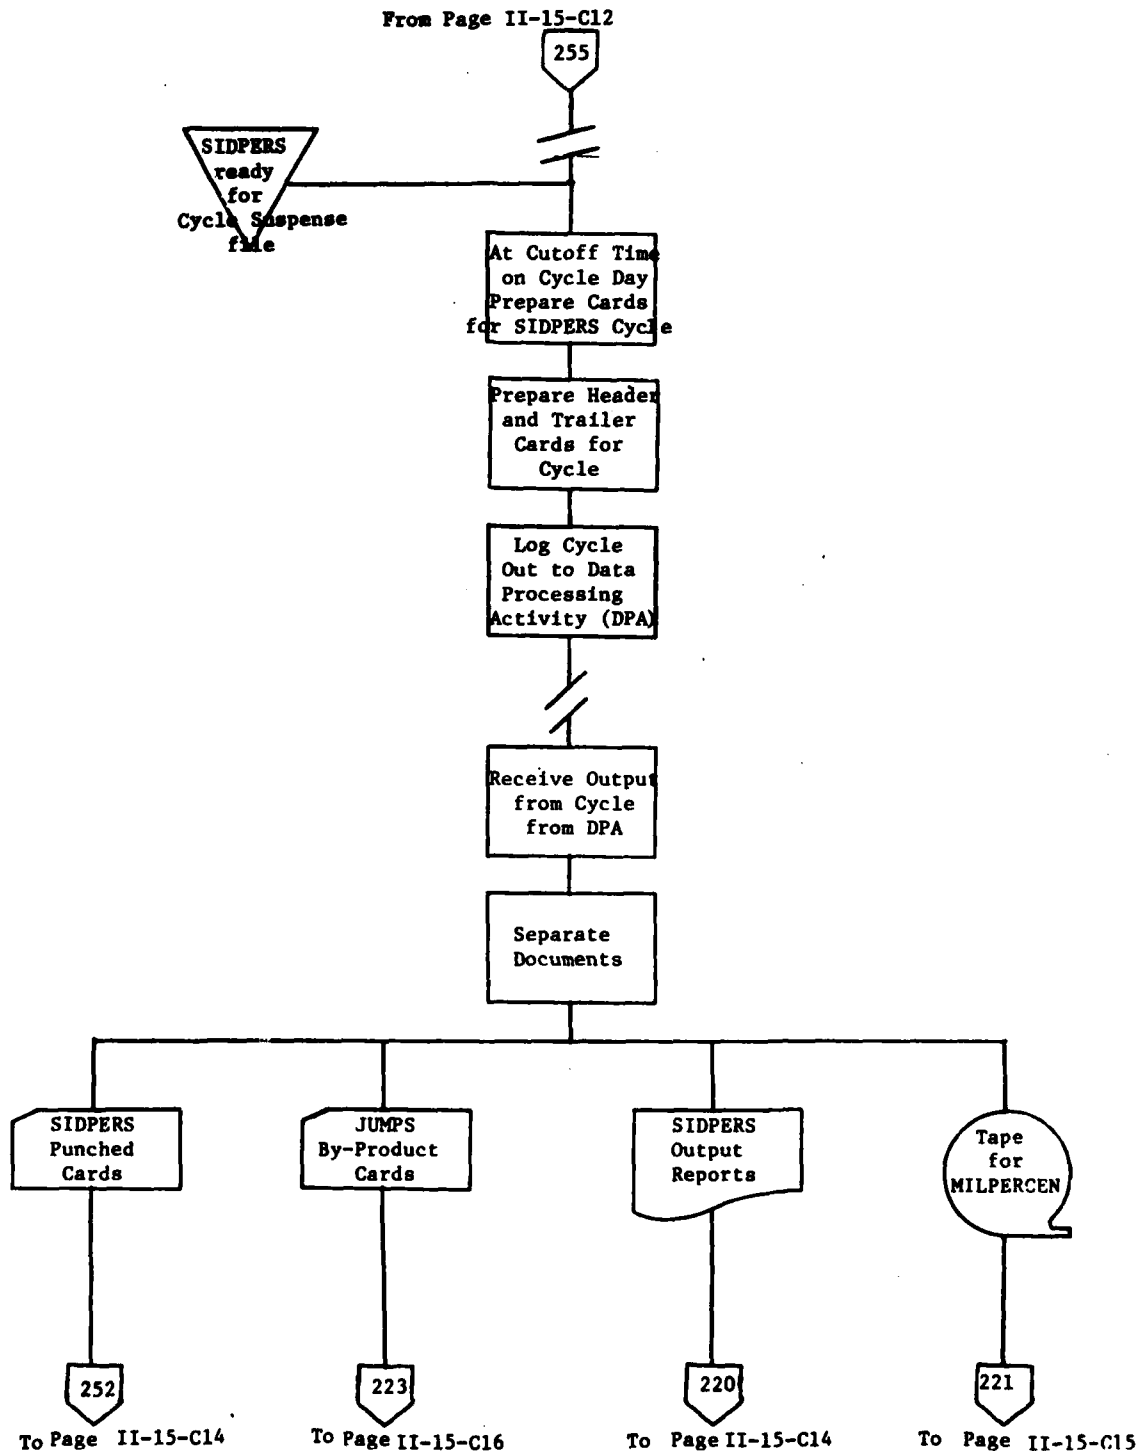 From Page II-15-C12
255
SIDPERS
ready
for
Cycle Suspense
file
At Cutoff Time
on Cycle Day
Prepare Cards
for SIDPERS Cycle
Prepare Header
and Trailer
Cards for
Cycle
Log Cycle
Out to Data
Processing
Activity (DPA)
Receive Output
from Cycle
from DPA
Separate
Documents
SIDPERS
Punched
Cards
JUMPS
By-Product
Cards
SIDPERS
Output
Reports
Tape
for
MILPERCEN
252
223
220
221
To Page II-15-C14
To Page II-15-C16
To Page II-15-C14
To Page II-15-C15